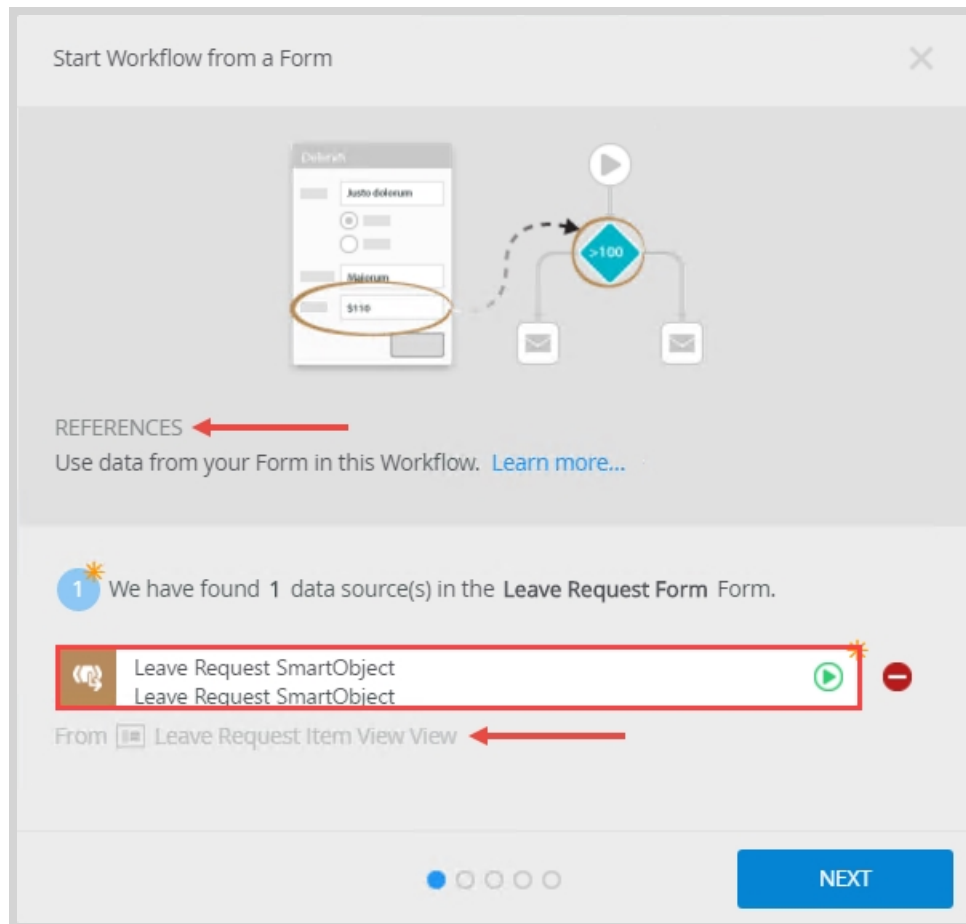 Start Workflow from a Form
Justo dolorum
Maiorum
$110
>100
REFERENCES
Use data from your Form in this Workflow. Learn more...
1 We have found 1 data source(s) in the Leave Request Form Form.
Leave Request SmartObject
Leave Request SmartObject
From Leave Request Item View View
NEXT